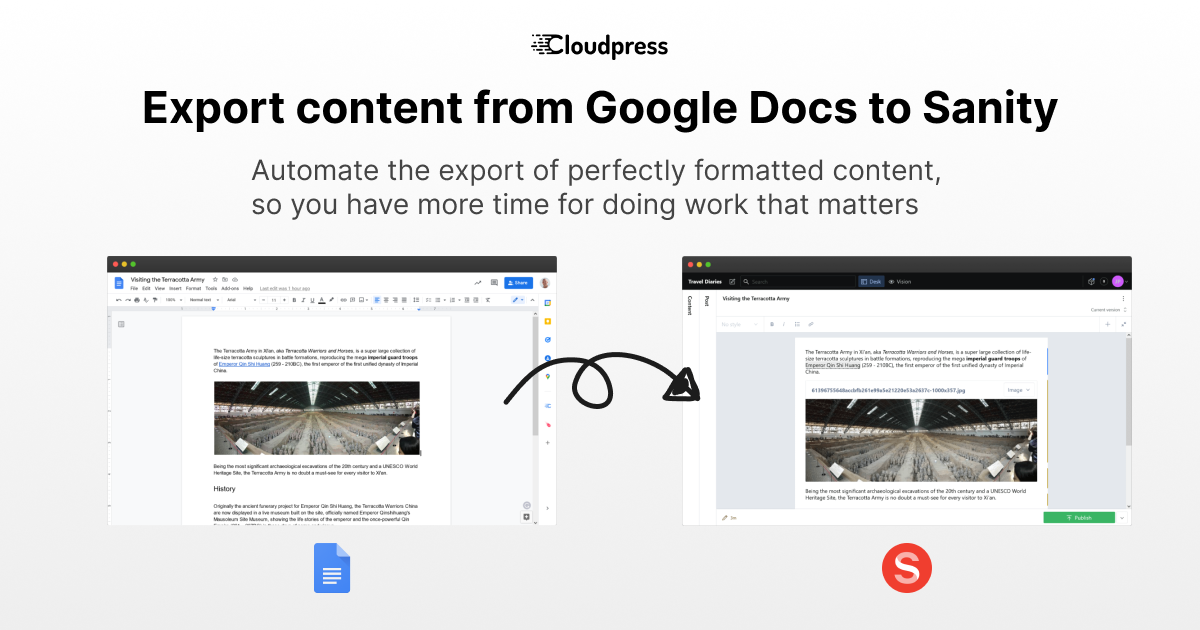 Cloudpress
Export content from Google Docs to Sanity
Automate the export of perfectly formatted content,
so you have more time for doing work that matters
Visiting the Terracotta Army
File Edit View Insert Format Tools Add-ons Help Last edit was 1 hour ago
Share
100% Normal text Arial 11
The Terracotta Army in Xi'an, aka Terracotta Warriors and Horses, is a super large collection of
life-size terracotta sculptures in battle formations, reproducing the mega imperial guard troops
of Emperor Qin Shi Huang (259 - 210BC), the first emperor of the first unified dynasty of Imperial
China.
Being the most significant archaeological excavations of the 20th century and a UNESCO World
Heritage Site, the Terracotta Army is no doubt a must-see for every visitor to Xi'an.
History
Originally the ancient funerary project for Emperor Qin Shi Huang, the Terracotta Warriors China
are now displayed in a live museum built on the site, officially named Emperor Qinshihuang's
Mausoleum Site Museum, showing the life stories of the emperor and the once-powerful Qin
Travel Diaries
Search
Desk
Vision
Content
Post
Visiting the Terracotta Army
Current version
No style
The Terracotta Army in Xi'an, aka Terracotta Warriors and Horses, is a super large collection of life-
size terracotta sculptures in battle formations, reproducing the mega imperial guard troops of
Emperor Qin Shi Huang (259 - 210BC), the first emperor of the first unified dynasty of Imperial
China.
Image
Being the most significant archaeological excavations of the 20th century and a UNESCO World
Heritage Site, the Terracotta Army is no doubt a must-see for every visitor to Xi'an.
Publish
S